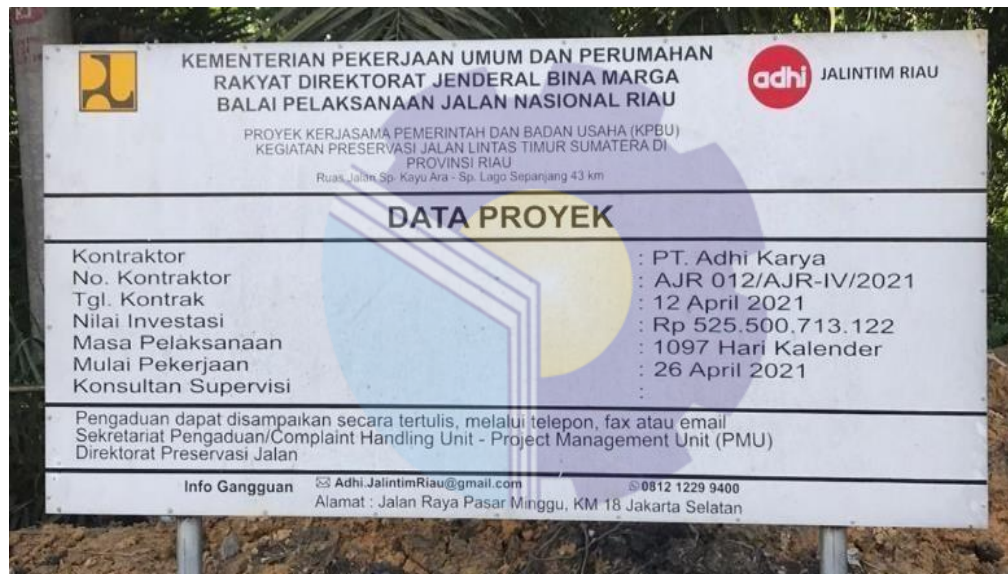 KEMENTERIAN PEKERJAAN UMUM DAN PERUMAHAN
RAKYAT DIREKTORAT JENDERAL BINA MARGA
BALAI PELAKSANAAN JALAN NASIONAL RIAU
adhi JALINTIM RIAU
PROYEK KERJASAMA PEMERINTAH DAN BADAN USAHA (KPBU)
KEGIATAN PRESERVASI JALAN LINTAS TIMUR SUMATERA DI
PROVINSI RIAU
Ruas Jalan Sp. Kayu Ara - Sp. Lago Sepanjang 43 km
DATA PROYEK
Kontraktor : PT. Adhi Karya
No. Kontraktor : AJR 012/AJR-IV/2021
Tgl. Kontrak : 12 April 2021
Nilai Investasi : Rp 525.500.713.122
Masa Pelaksanaan : 1097 Hari Kalender
Mulai Pekerjaan : 26 April 2021
Konsultan Supervisi :
Pengaduan dapat disampaikan secara tertulis, melalui telepon, fax atau email
Sekretariat Pengaduan/Complaint Handling Unit - Project Management Unit (PMU)
Direktorat Preservasi Jalan
Info Gangguan Adhi.JalintimRiau@gmail.com 0812 1229 9400
Alamat : Jalan Raya Pasar Minggu, KM 18 Jakarta Selatan